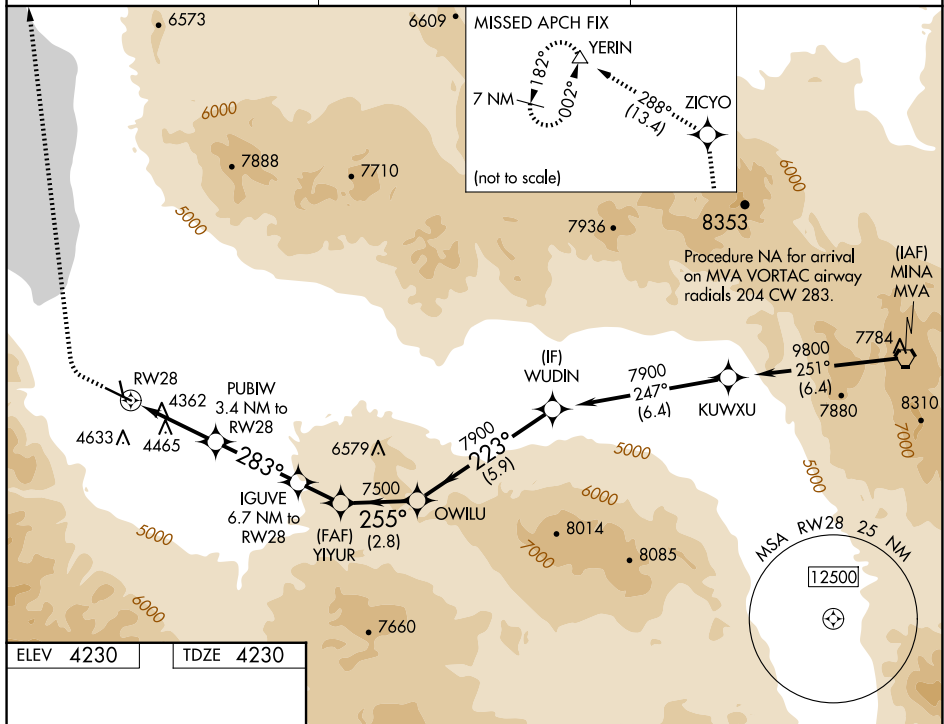 6573
6609
MISSED APCH FIX
YERIN
182°
002°
7 NM
288°
(13.4)
ZICYO
(not to scale)
6000
7888
7710
5000
6000
8353
7936
Procedure NA for arrival
on MVA VORTAC airway
radials 204 CW 283.
(IAF)
MINA
MVA
7784
9800
251°
(6.4)
7880
8310
7000
(IF)
WUDIN
7900
247°
(6.4)
KUWXU
RW28
4362
4465
4633
PUBIW
3.4 NM to
RW28
283°
6579
7900
223°
(5.9)
5000
5000
IGUVE
6.7 NM to
RW28
7500
255°
(2.8)
OWILU
(FAF)
YIYUR
6000
8014
7000
8085
5000
6000
7660
MSA RW28 25 NM
12500
ELEV 4230
TDZE 4230